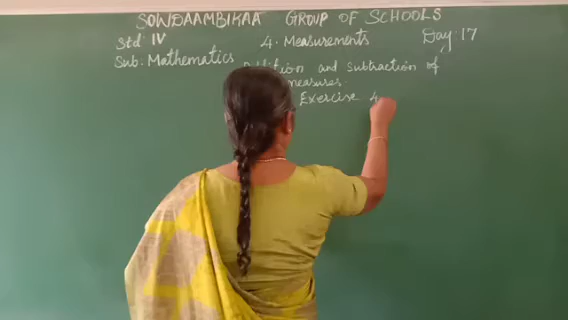 SOWDAAMBIKAA GROUP OF SCHOOLS
Std: IV 4. Measurements Day: 17
Sub: Mathematics
and subtraction of
measures.
Exercise 4